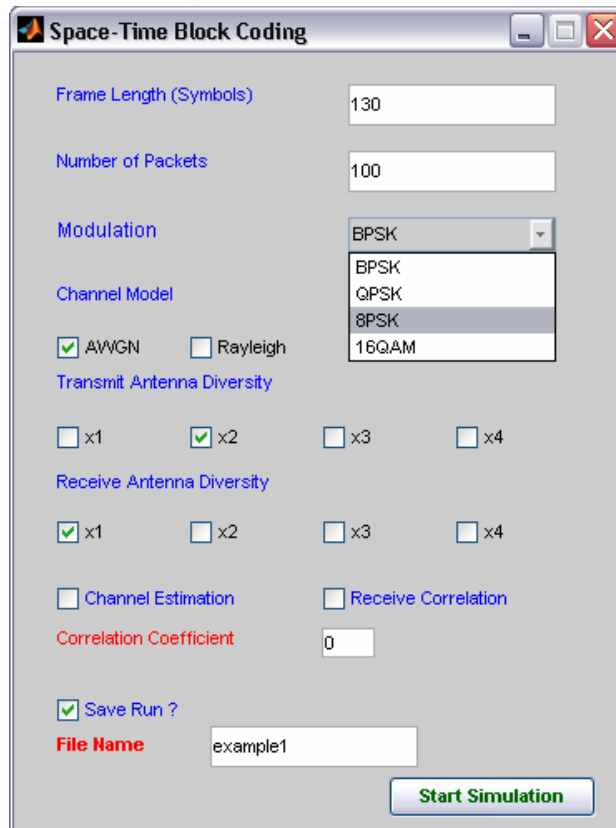 Space-Time Block Coding
Frame Length (Symbols) 130
Number of Packets 100
Modulation BPSK
BPSK
Channel Model QPSK
8PSK
AWGN Rayleigh 16QAM
Transmit Antenna Diversity
x1 x2 x3 x4
Receive Antenna Diversity
x1 x2 x3 x4
Channel Estimation Receive Correlation
Correlation Coefficient 0
Save Run ?
File Name example1
Start Simulation